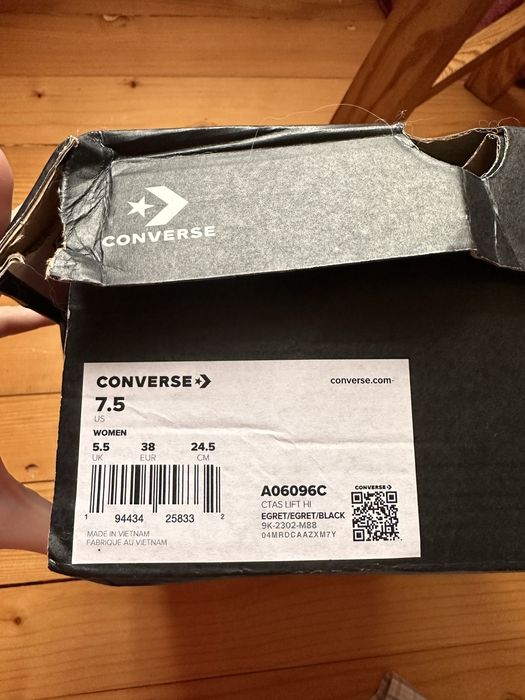 CONVERSE
CONVERSE
converse.com
7.5
US
WOMEN
5.5 38 24.5
UK EUR CM
1 94434 25833 2
MADE IN VIETNAM
FABRIQUE AU VIETNAM
A06096C
CTAS LIFT HI
EGRET/EGRET/BLACK
9K-2302-M88
04MRDCAAZXM7Y
CONVERSE